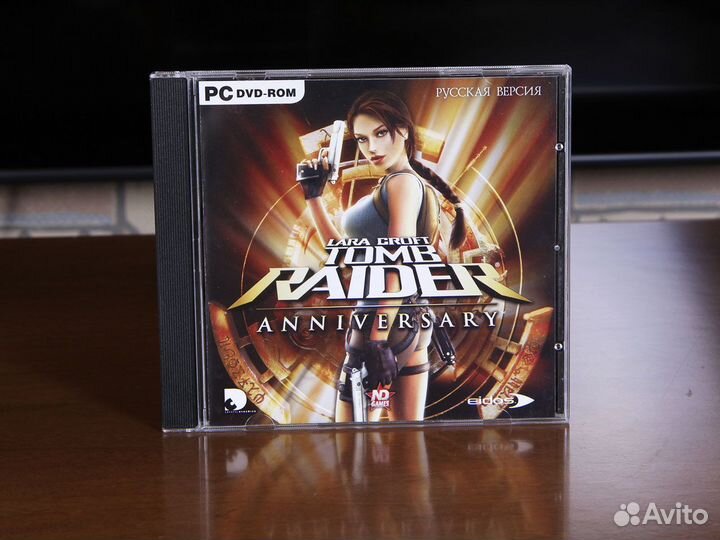 PC DVD-ROM
РУССКАЯ ВЕРСИЯ
LARA CROFT
TOMB
RAIDER
ANNIVERSARY
ND
GAMES
eidos
Avito